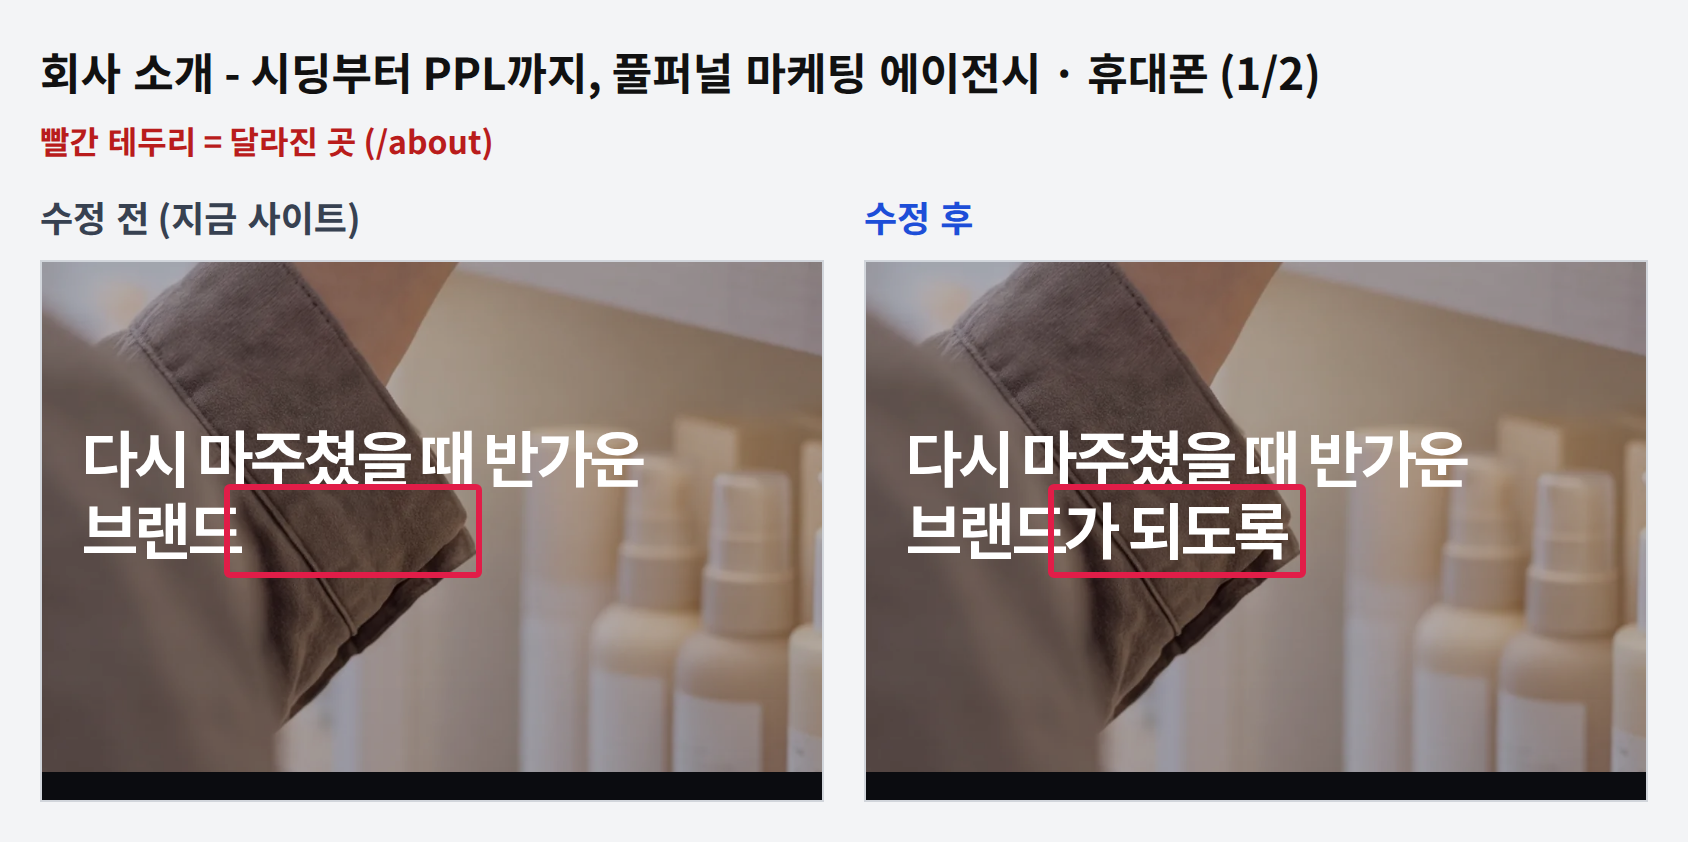 회사 소개 - 시딩부터 PPL까지, 풀퍼널 마케팅 에이전시 · 휴대폰 (1/2)
빨간 테두리 = 달라진 곳 (/about)
수정 전 (지금 사이트)
다시 마주쳤을 때 반가운
브랜드
수정 후
다시 마주쳤을 때 반가운
브랜드가 되도록